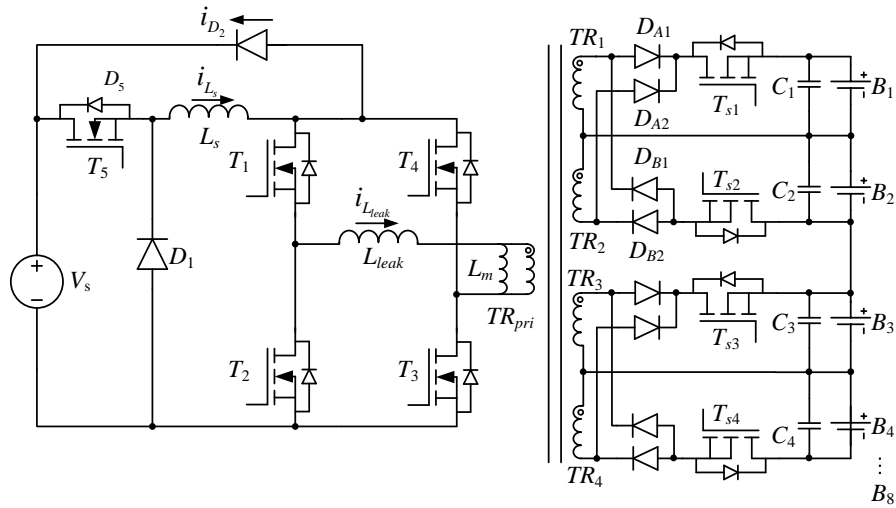 i_{D_2}
D_5
i_{L_s}
L_s
T_5
T_1
T_4
V_s
D_1
i_{L_{leak}}
L_{leak}
L_m
TR_{pri}
T_2
T_3
TR_1
D_{A1}
D_{A2}
T_{s1}
C_1
B_1
D_{B1}
T_{s2}
C_2
B_2
TR_2
D_{B2}
TR_3
T_{s3}
C_3
B_3
T_{s4}
C_4
B_4
TR_4
B_8